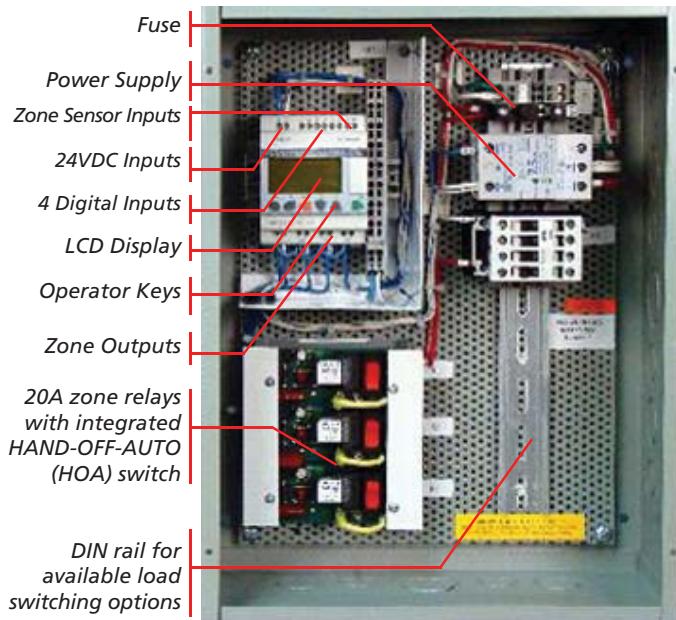 Fuse
Power Supply
Zone Sensor Inputs
24VDC Inputs
4 Digital Inputs
LCD Display
Operator Keys
Zone Outputs
20A zone relays
with integrated
HAND-OFF-AUTO
(HOA) switch
DIN rail for
available load
switching options